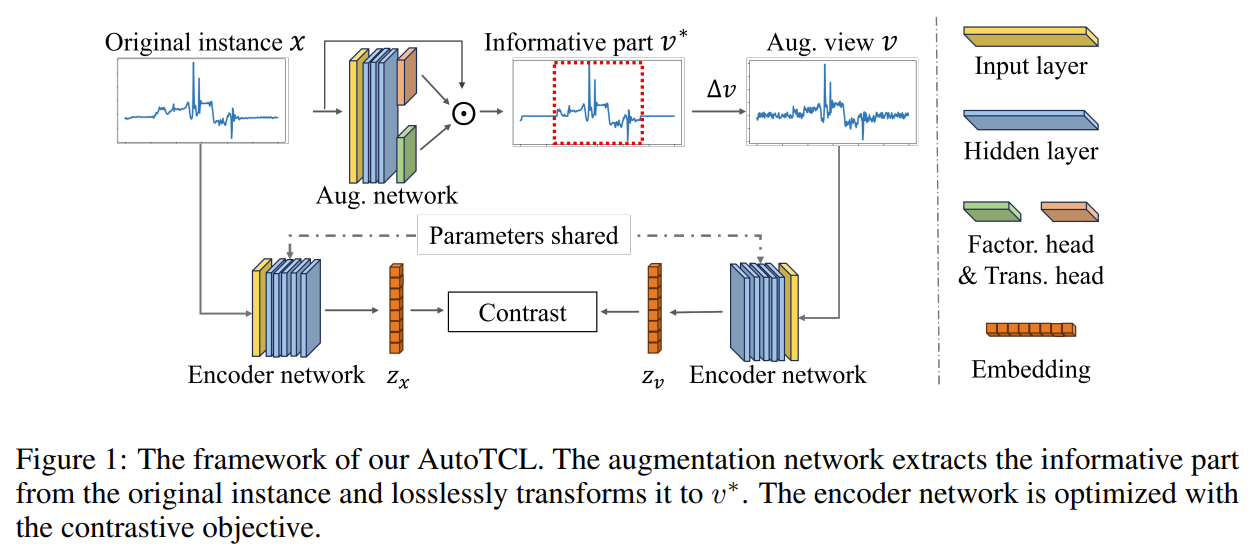 Original instance x
Informative part v*
Aug. view v
Δv
Aug. network
Parameters shared
Contrast
Encoder network
z_x
z_v
Encoder network
Input layer
Hidden layer
Factor. head
& Trans. head
Embedding
Figure 1: The framework of our AutoTCL. The augmentation network extracts the informative part
from the original instance and losslessly transforms it to v*. The encoder network is optimized with
the contrastive objective.